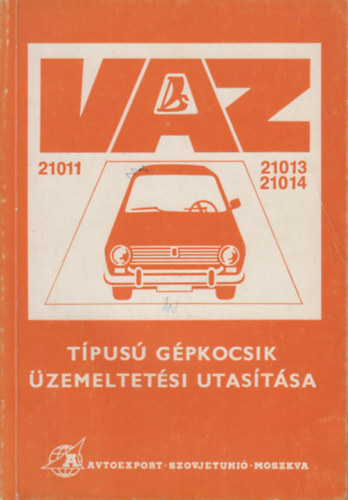 VAZ
21011
21013
21014
TÍPUSÚ GÉPKOCSIK
ÜZEMELTETÉSI UTASÍTÁSA
A AVTOEXPORT-SZOVJETUNIÓ-MOSZKVA